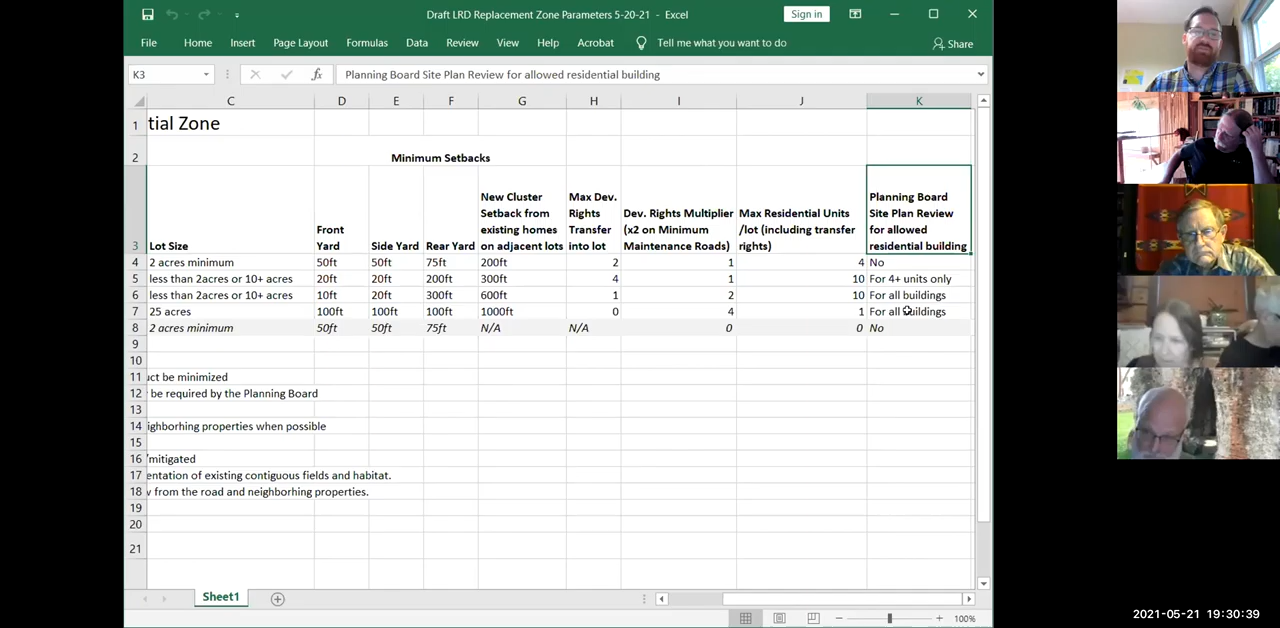 Draft LRD Replacement Zone Parameters 5-20-21 - Excel
Sign in
File Home Insert Page Layout Formulas Data Review View Help Acrobat Tell me what you want to do Share
K3 fx Planning Board Site Plan Review for allowed residential building
C D E F G H I J K
1 tial Zone
2 Minimum Setbacks
3 Lot Size Front Yard Side Yard Rear Yard New Cluster Setback from existing homes on adjacent lots Max Dev. Rights Transfer into lot Dev. Rights Multiplier (x2 on Minimum Maintenance Roads) Max Residential Units /lot (including transfer rights) Planning Board Site Plan Review for allowed residential building
4 2 acres minimum 50ft 50ft 75ft 200ft 2 1 4 No
5 less than 2acres or 10+ acres 20ft 20ft 200ft 300ft 4 1 10 For 4+ units only
6 less than 2acres or 10+ acres 10ft 20ft 300ft 600ft 1 2 10 For all buildings
7 25 acres 100ft 100ft 100ft 1000ft 0 4 1 For all buildings
8 2 acres minimum 50ft 50ft 75ft N/A N/A 0 0 No
9
10
11 uct be minimized
12 be required by the Planning Board
13
14 ighborhing properties when possible
15
16 /mitigated
17 entation of existing contiguous fields and habitat.
18 v from the road and neighborhing properties.
19
20
21
Sheet1
100%
2021-05-21 19:30:39